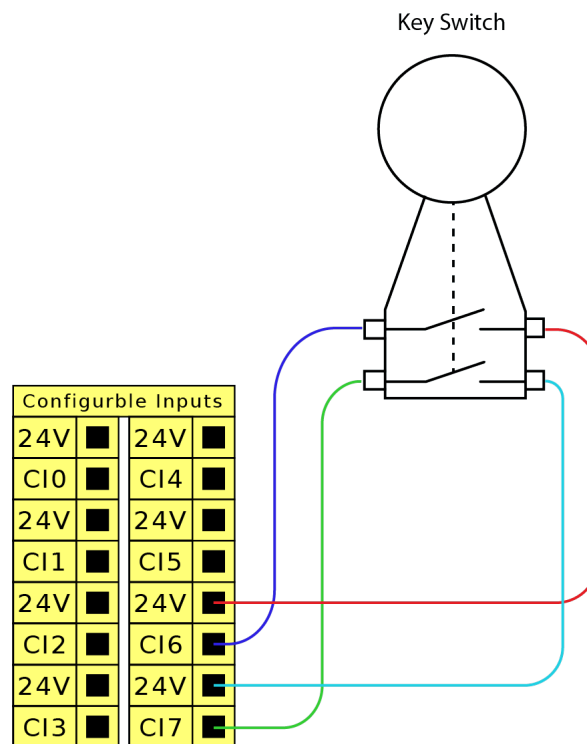 Key Switch
Configurble Inputs
24V 24V
CI0 CI4
24V 24V
CI1 CI5
24V 24V
CI2 CI6
24V 24V
CI3 CI7